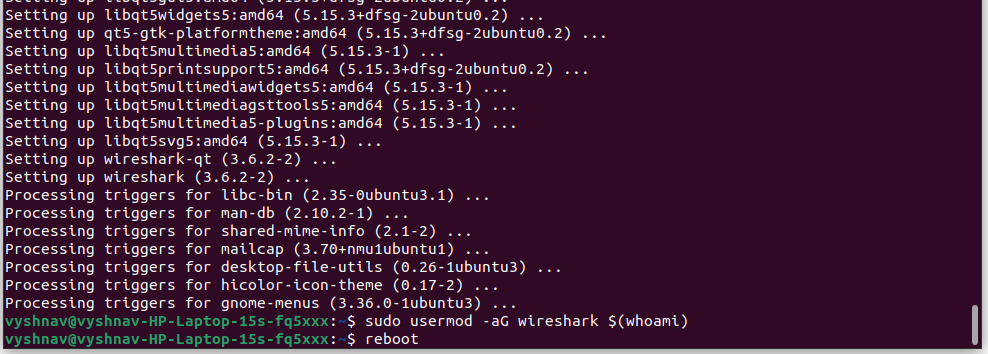 Setting up libqt5widgets5:amd64 (5.15.3+dfsg-2ubuntu0.2) ...
Setting up qt5-gtk-platformtheme:amd64 (5.15.3+dfsg-2ubuntu0.2) ...
Setting up libqt5multimedia5:amd64 (5.15.3-1) ...
Setting up libqt5printsupport5:amd64 (5.15.3+dfsg-2ubuntu0.2) ...
Setting up libqt5multimediawidgets5:amd64 (5.15.3-1) ...
Setting up libqt5multimediagsttools5:amd64 (5.15.3-1) ...
Setting up libqt5multimedia5-plugins:amd64 (5.15.3-1) ...
Setting up libqt5svg5:amd64 (5.15.3-1) ...
Setting up wireshark-qt (3.6.2-2) ...
Setting up wireshark (3.6.2-2) ...
Processing triggers for libc-bin (2.35-0ubuntu3.1) ...
Processing triggers for man-db (2.10.2-1) ...
Processing triggers for shared-mime-info (2.1-2) ...
Processing triggers for mailcap (3.70+nmu1ubuntu1) ...
Processing triggers for desktop-file-utils (0.26-1ubuntu3) ...
Processing triggers for hicolor-icon-theme (0.17-2) ...
Processing triggers for gnome-menus (3.36.0-1ubuntu3) ...
vyshnav@vyshnav-HP-Laptop-15s-fq5xxx:~$ sudo usermod -aG wireshark $(whoami)
vyshnav@vyshnav-HP-Laptop-15s-fq5xxx:~$ reboot